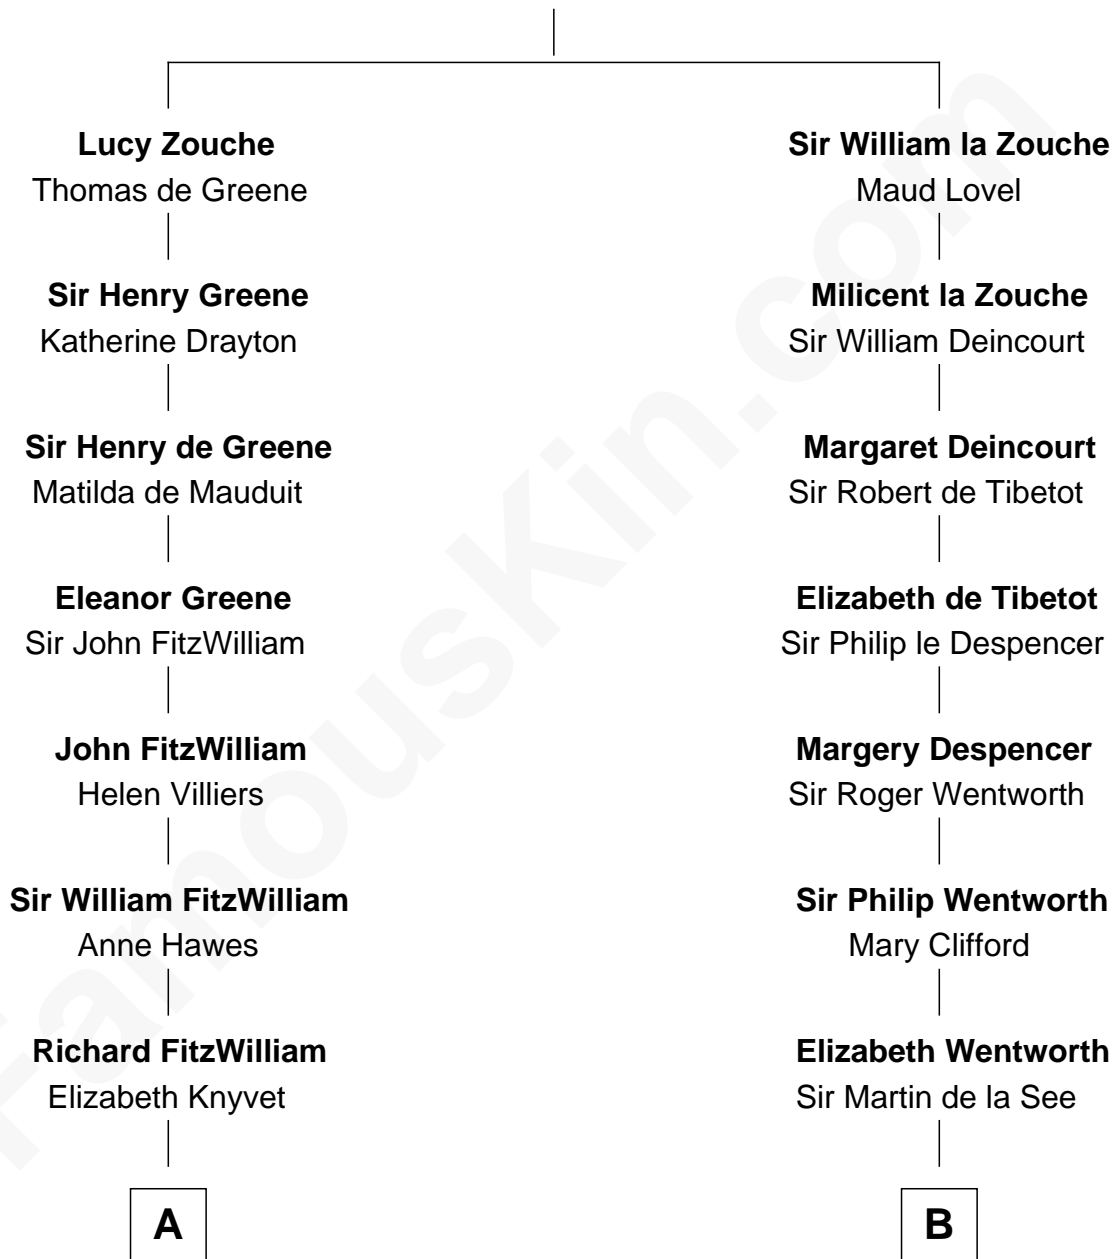 Lucy Zouche
Thomas de Greene
Sir Henry Greene
Katherine Drayton
Sir Henry de Greene
Matilda de Mauduit
Eleanor Greene
Sir John FitzWilliam
John FitzWilliam
Helen Villiers
Sir William FitzWilliam
Anne Hawes
Richard FitzWilliam
Elizabeth Knyvet
A
Sir William la Zouche
Maud Lovel
Milicent la Zouche
Sir William Deincourt
Margaret Deincourt
Sir Robert de Tibetot
Elizabeth de Tibetot
Sir Philip le Despencer
Margery Despencer
Sir Roger Wentworth
Sir Philip Wentworth
Mary Clifford
Elizabeth Wentworth
Sir Martin de la See
B
FamousKin.com